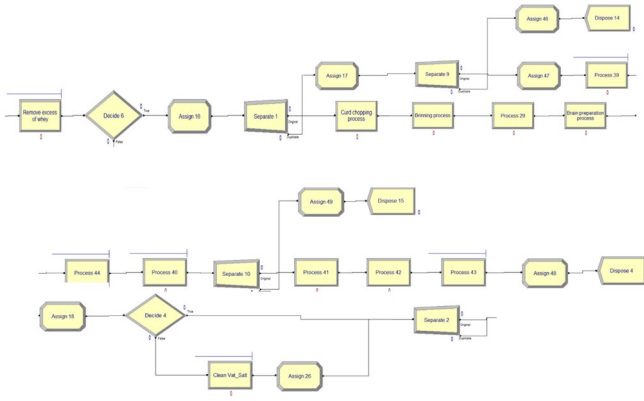 Assign 46
Dispose 14
Assign 17
Separate 9
Original
Duplicate
Assign 47
Process 39
Remove excess
of whey
Decide 6
True
False
Assign 16
Separate 1
Original
Duplicate
Curd chopping
process
Brinning process
Process 29
Brain preparation
process
Assign 49
Dispose 15
Process 44
Process 40
Separate 10
Original
Duplicate
Process 41
Process 42
Process 43
Assign 48
Dispose 4
Assign 18
Decide 4
True
False
Separate 2
Original
Duplicate
Clean Vat_Salt
Assign 26